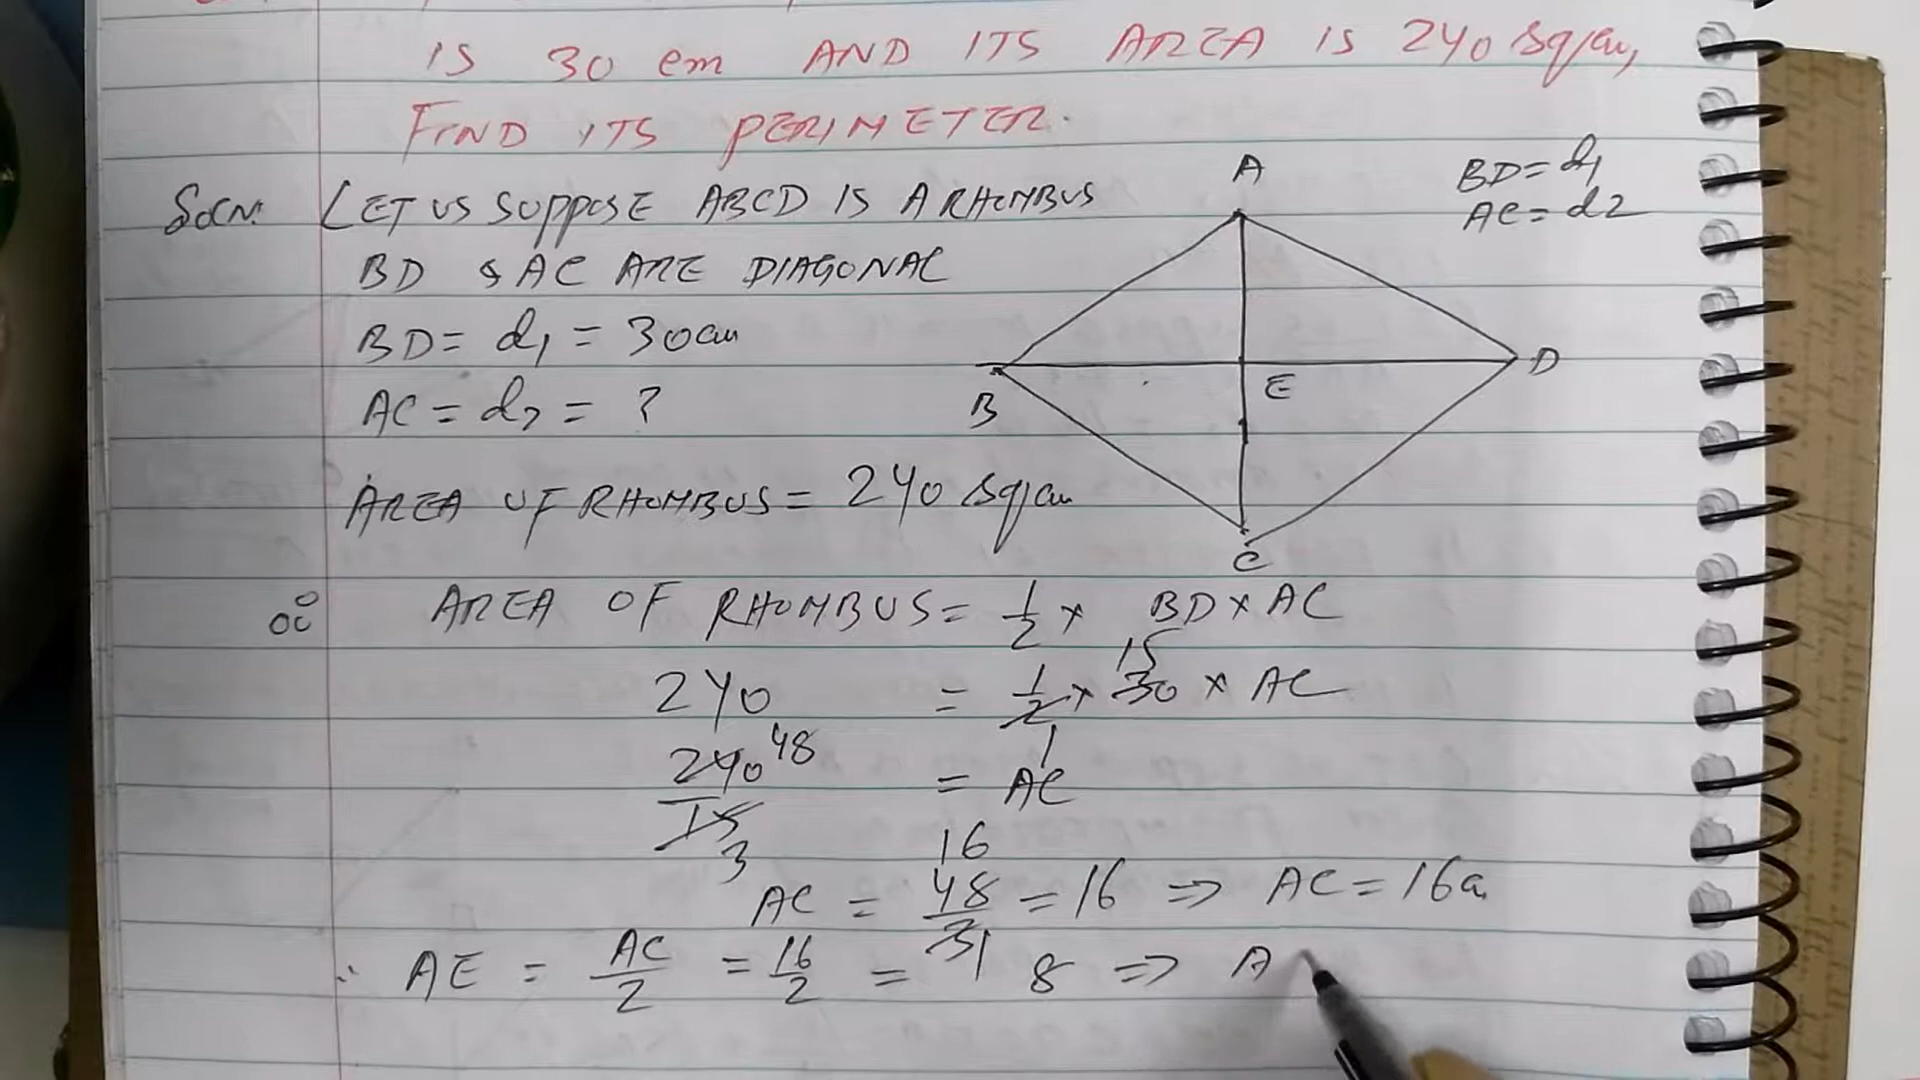 IS 30 cm AND ITS AREA IS 240 sq/cm,
FIND ITS PERIMETER.
Soln: LET US SUPPOSE ABCD IS A RHOMBUS
BD & AC ARE DIAGONAL
BD = d1 = 30cm
AC = d2 = ?
AREA OF RHOMBUS = 240 sq/cm
A
BD = d1
AC = d2
B
E
D
C
AREA OF RHOMBUS = 1/2 × BD × AC
15
240 = 1/2 × 30 × AC
1
240/15 = AC
48
3
16
AC = 48/3 = 16 => AC = 16cm
1
∴ AE = AC/2 = 16/2 = 8 => A